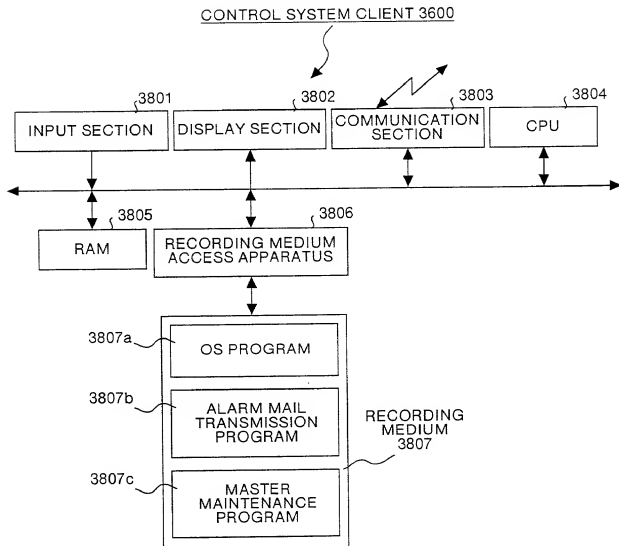 CONTROL SYSTEM CLIENT 3600
3801
3802
3803
3804
INPUT SECTION
DISPLAY SECTION
COMMUNICATION
SECTION
CPU
3805
3806
RAM
RECORDING MEDIUM
ACCESS APPARATUS
3807a
OS PROGRAM
3807b
ALARM MAIL
TRANSMISSION
PROGRAM
RECORDING
MEDIUM
3807
3807c
MASTER
MAINTENANCE
PROGRAM